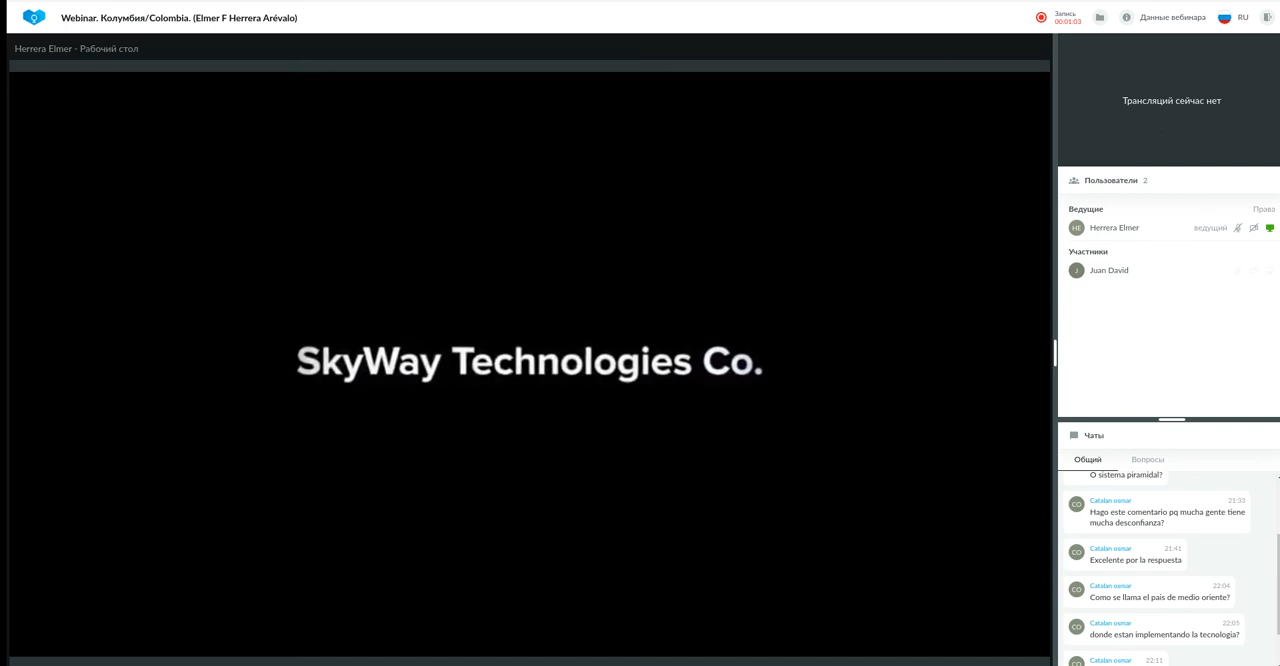 Webinar. Колумбия/Colombia. (Elmer F Herrera Arévalo)
Запись
00:01:03
Данные вебинара
RU
Herrera Elmer - Рабочий стол
SkyWay Technologies Co.
Трансляций сейчас нет
Пользователи 2
Ведущие Права
HE Herrera Elmer ведущий
Участники
J Juan David
Чаты
Общий Вопросы
O sistema piramidal?
CO Catalan osmar 21:33
Hago este comentario pq mucha gente tiene
mucha desconfianza?
CO Catalan osmar 21:41
Excelente por la respuesta
CO Catalan osmar 22:04
Como se llama el pais de medio oriente?
CO Catalan osmar 22:05
donde estan implementando la tecnologia?
CO Catalan osmar 22:11